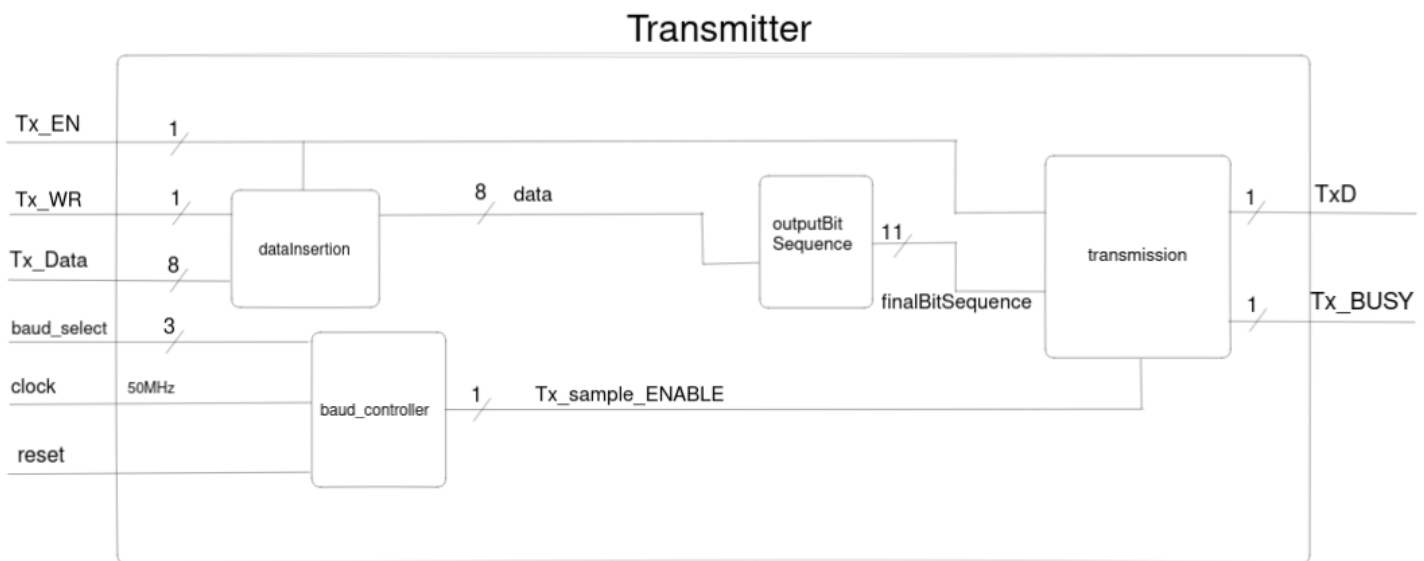 Transmitter
Tx_EN
1
Tx_WR
1
8
data
1
TxD
outputBit
Sequence
11
dataInsertion
transmission
Tx_Data
8
finalBitSequence
1
Tx_BUSY
baud_select
3
clock
50MHz
baud_controller
1
Tx_sample_ENABLE
reset